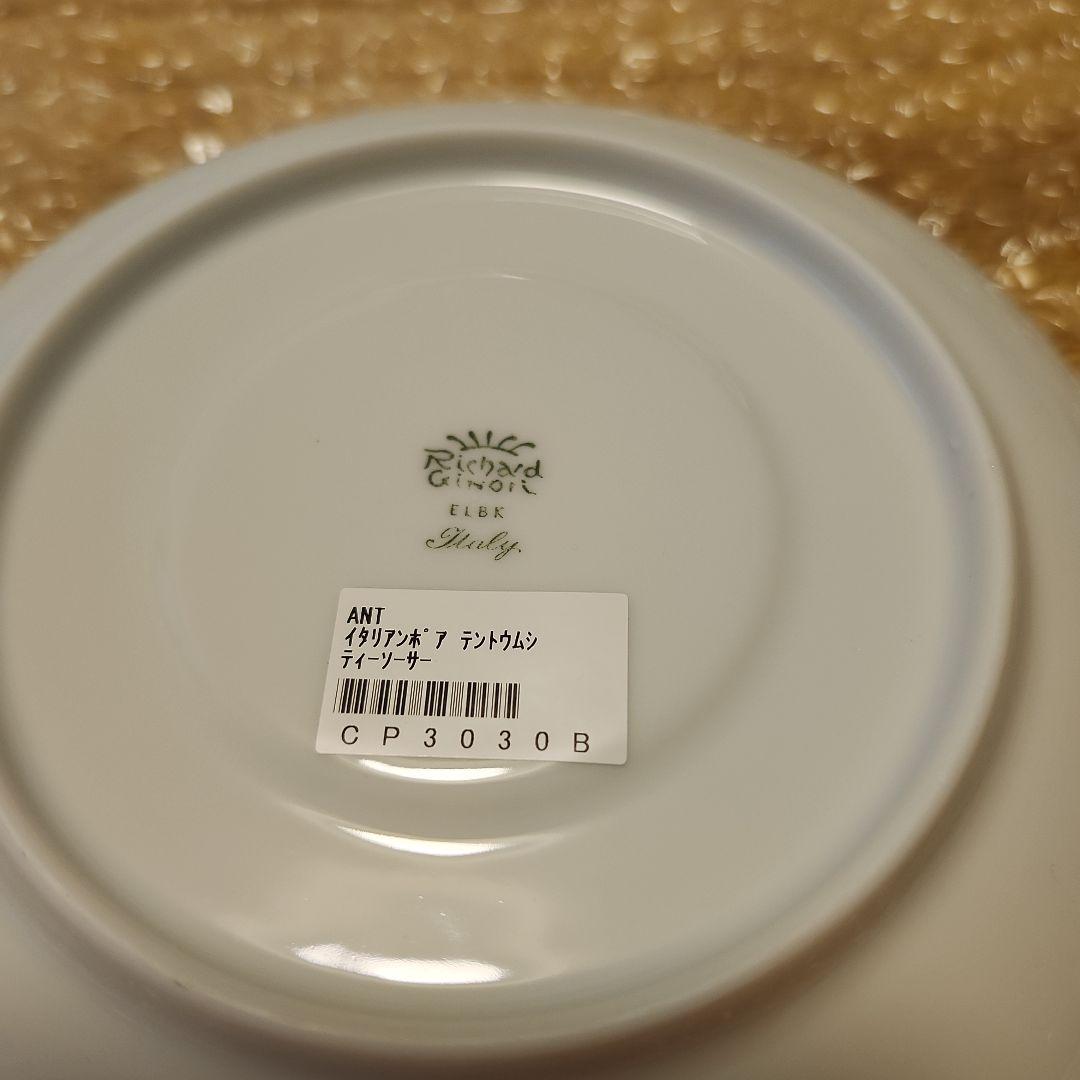 Richard
GINORI
ELBK
Italy
ANT
ｲﾀﾘｱﾝﾎﾟｱ ﾃﾝﾄｳﾑｼ
ﾃｨｰｿｰｻｰ
CP3030B